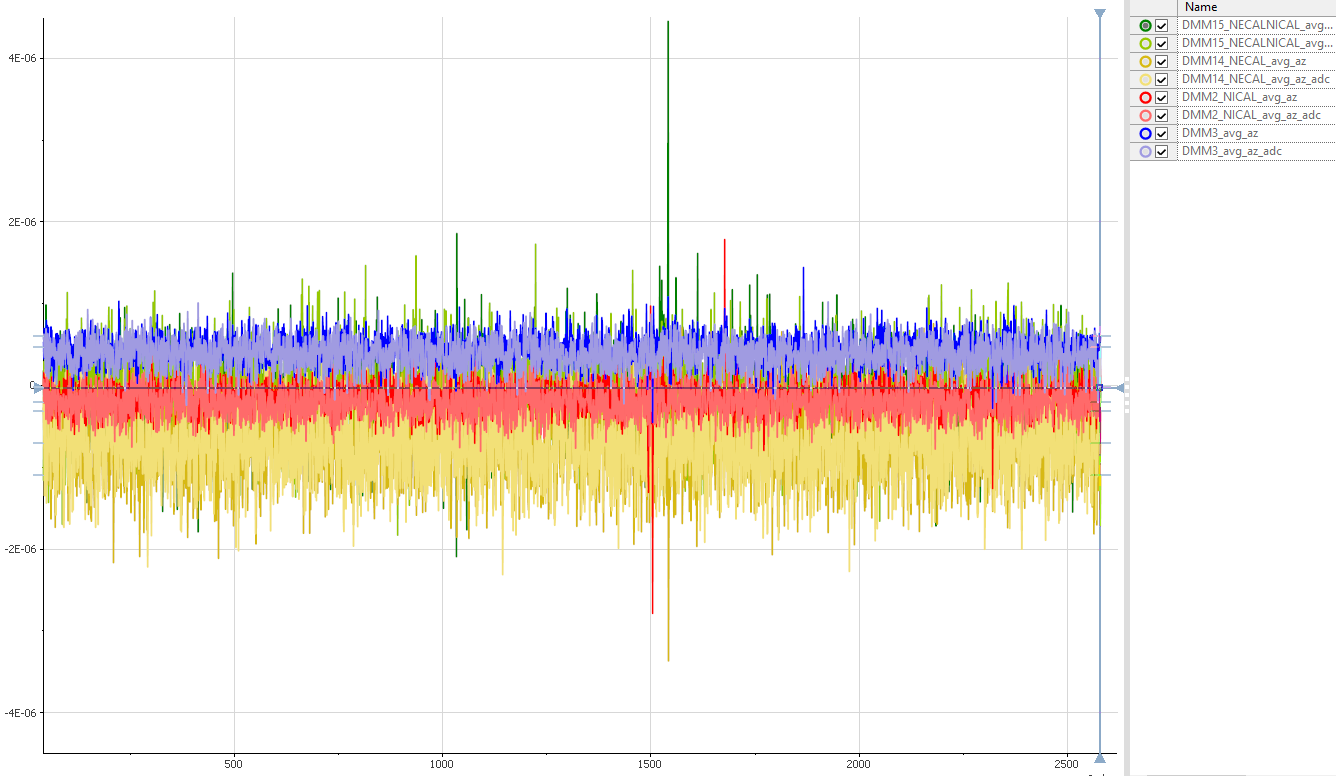 Name
DMM15_NECALNICAL_avg...
DMM15_NECALNICAL_avg...
DMM14_NECAL_avg_az
DMM14_NECAL_avg_az_adc
DMM2_NICAL_avg_az
DMM2_NICAL_avg_az_adc
DMM3_avg_az
DMM3_avg_az_adc
4E-06
2E-06
0
-2E-06
-4E-06
500
1000
1500
2000
2500